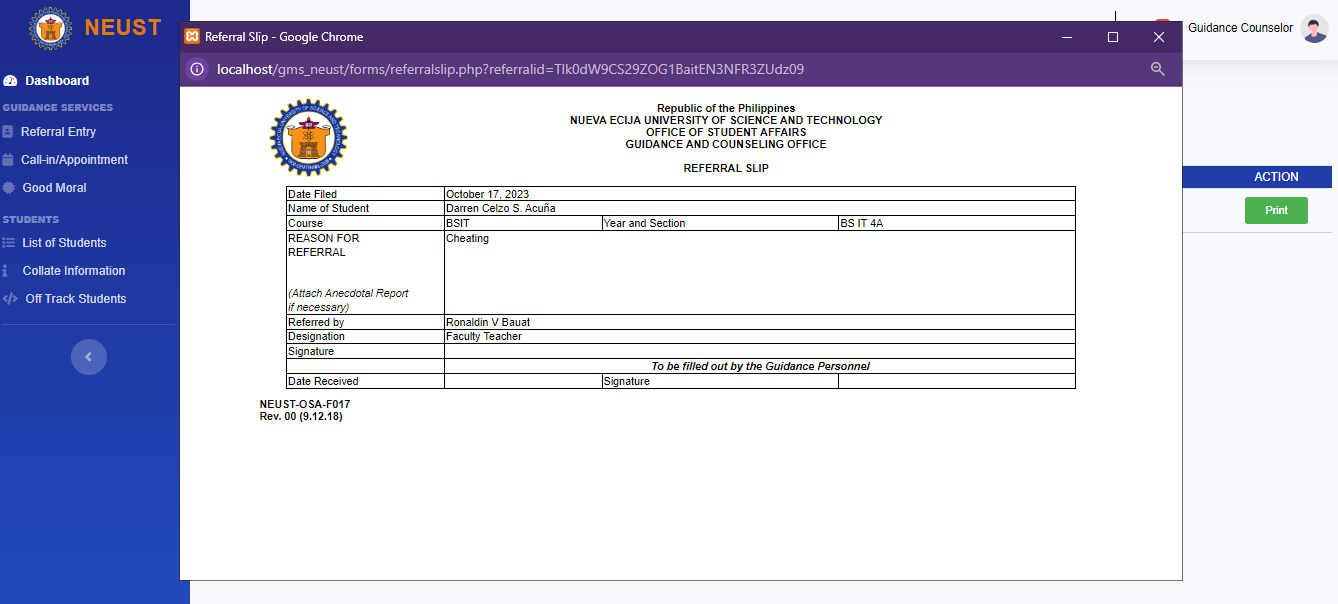 NEUST
Dashboard
GUIDANCE SERVICES
Referral Entry
Call-in/Appointment
Good Moral
STUDENTS
List of Students
Collate Information
Off Track Students
Guidance Counselor
ACTION
Print
Referral Slip - Google Chrome
localhost/gms_neust/forms/referralslip.php?referralid=Tlk0dW9CS29ZOG1BaitEN3NFR3ZUdz09
Republic of the Philippines
NUEVA ECIJA UNIVERSITY OF SCIENCE AND TECHNOLOGY
OFFICE OF STUDENT AFFAIRS
GUIDANCE AND COUNSELING OFFICE
REFERRAL SLIP
Date Filed October 17, 2023
Name of Student Darren Celzo S. Acuña
Course BSIT Year and Section BS IT 4A
REASON FOR Cheating
REFERRAL
(Attach Anecdotal Report
if necessary)
Referred by Ronaldin V Bauat
Designation Faculty Teacher
Signature
To be filled out by the Guidance Personnel
Date Received Signature
NEUST-OSA-F017
Rev. 00 (9.12.18)